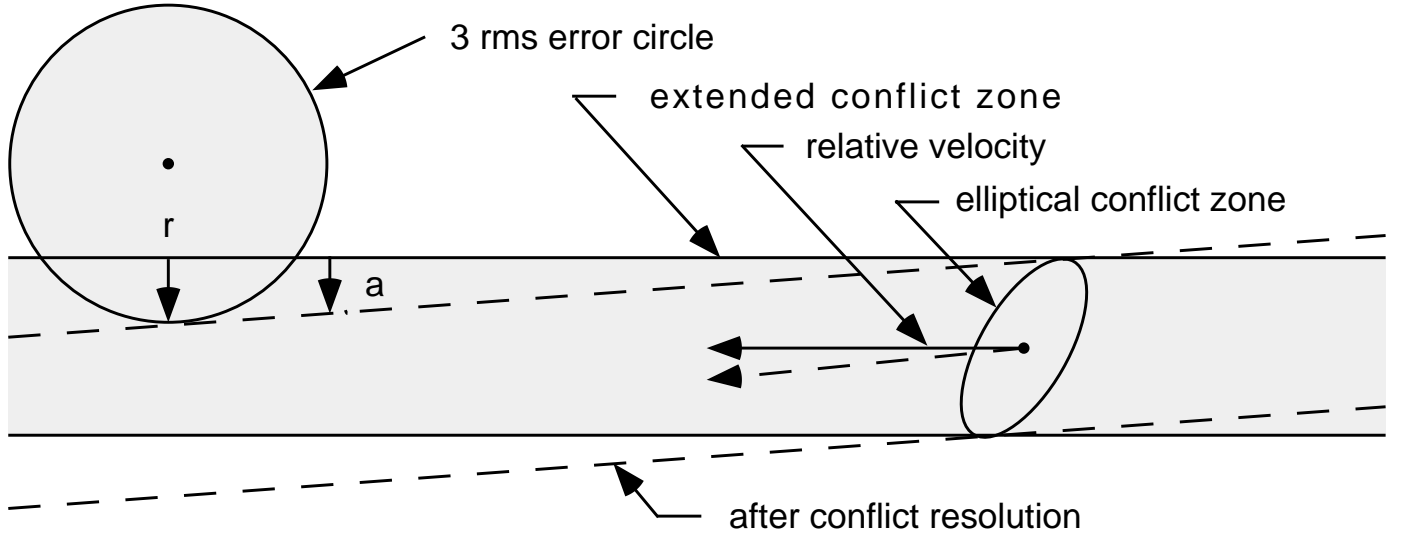 3 rms error circle
extended conflict zone
relative velocity
elliptical conflict zone
r
a
after conflict resolution